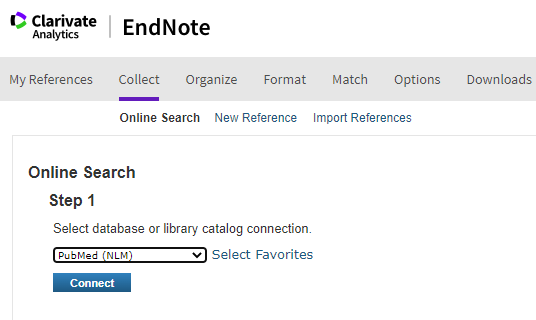 Clarivate
Analytics
EndNote
My References Collect Organize Format Match Options Downloads
Online Search New Reference Import References
Online Search
Step 1
Select database or library catalog connection.
PubMed (NLM) Select Favorites
Connect